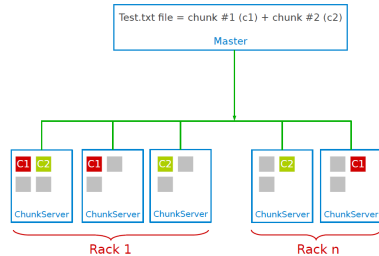 Test.txt file = chunk #1 (c1) + chunk #2 (c2)
Master
C1 C2 C1 C2 C2 C1
ChunkServer ChunkServer ChunkServer ChunkServer ChunkServer
Rack 1 Rack n